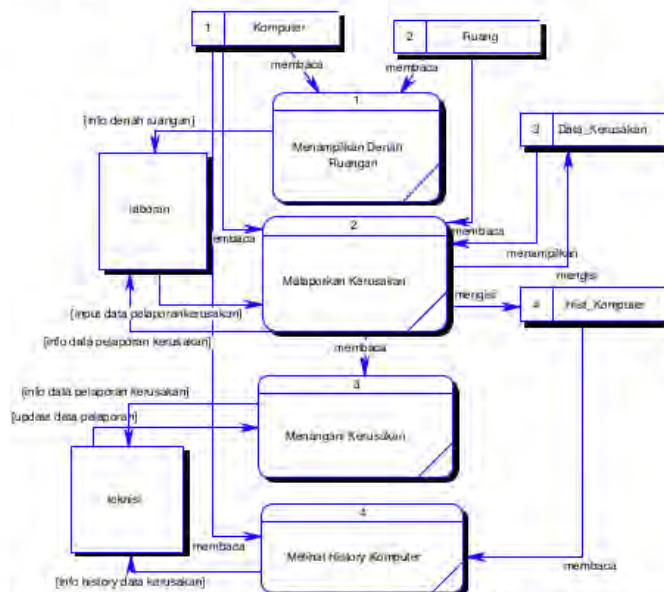 1 Komputer
2 Ruang
membaca
membaca
1
[info denah ruangan]
Menampilkan Denah
Ruangan
3 Data_Kerusakan
laboran
2
membaca
membaca
menampilkan
Malaporkan Kerusakan
mengisi
mengisi
4 Hist_Komputer
[input data pelaporankerusakan]
[info data pelaporan kerusakan]
membaca
3
[info data pelaporan kerusakan]
[update data pelaporan]
Menangani Kerusakan
teknisi
4
membaca
Melihat History Komputer
membaca
[info history data kerusakan]